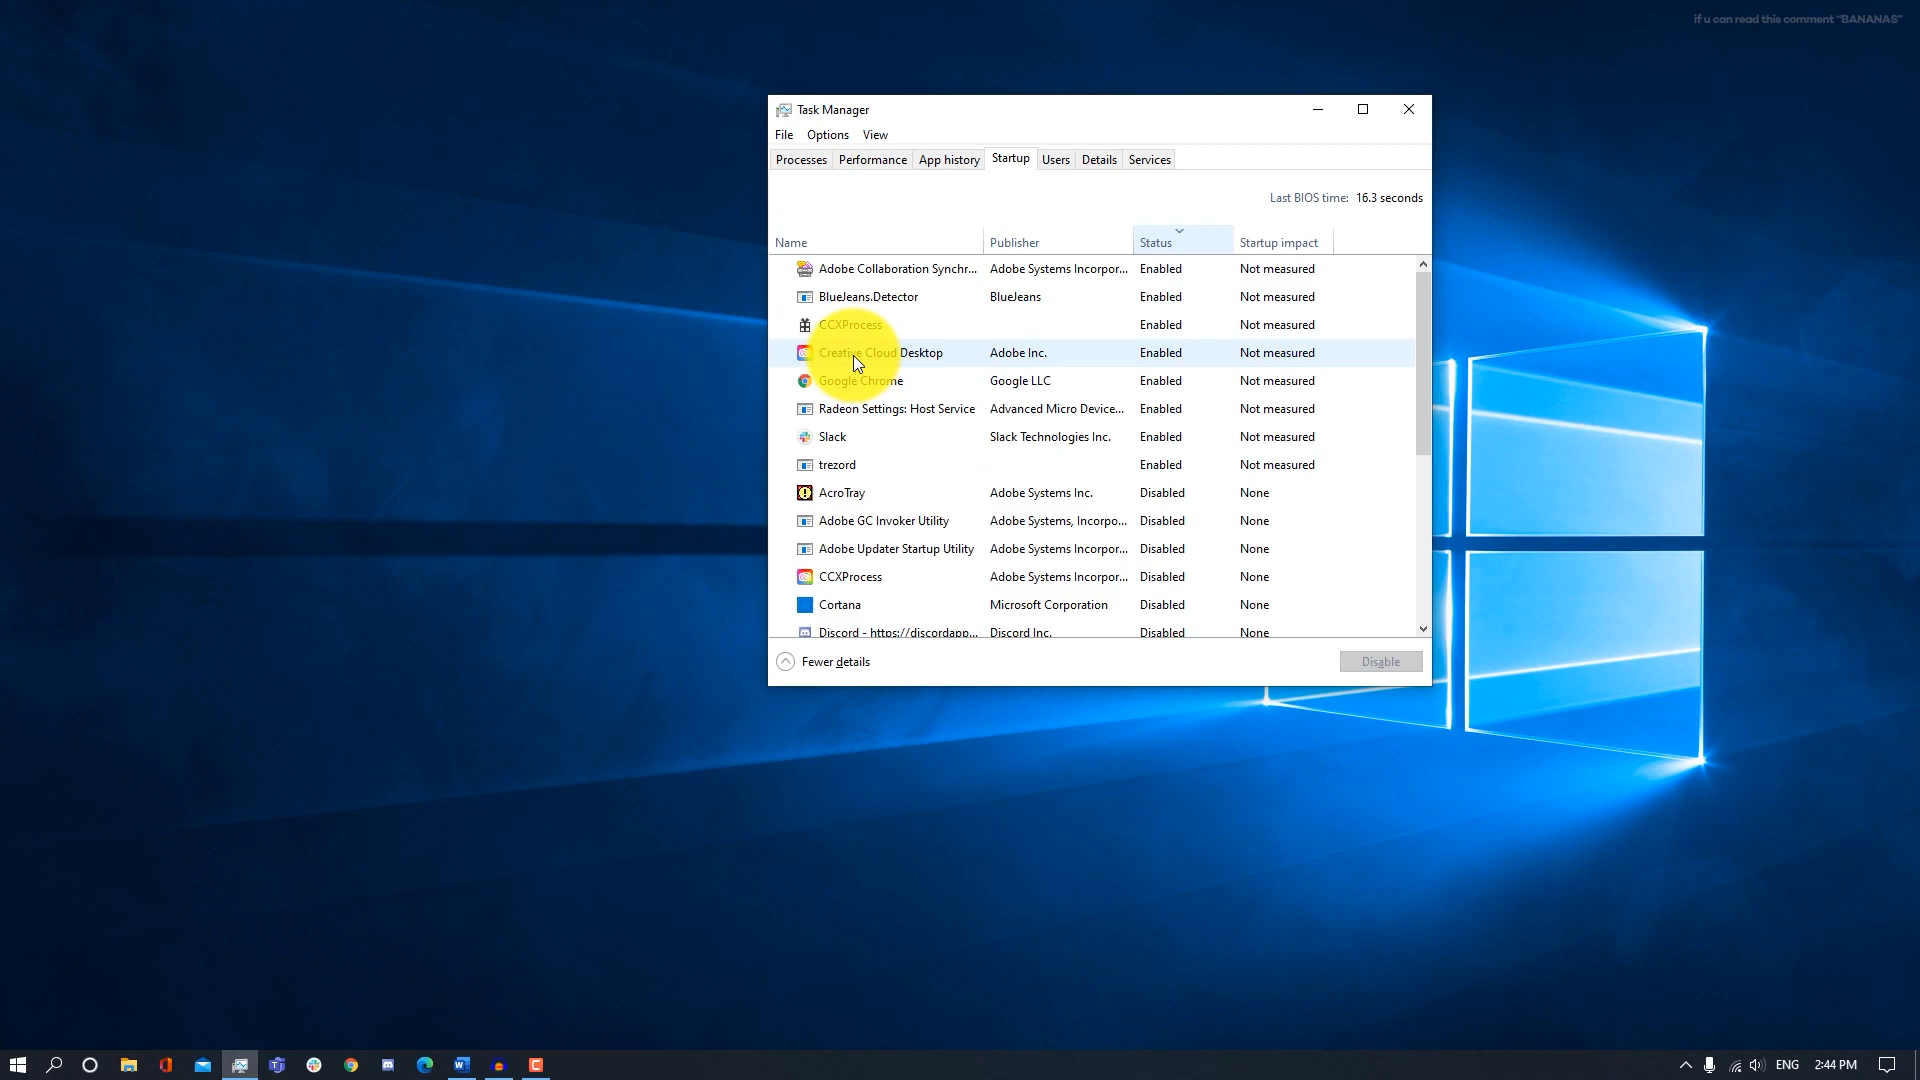 if u can read this comment "BANANAS"
Task Manager
File Options View
Processes Performance App history Startup Users Details Services
Last BIOS time: 16.3 seconds
Name Publisher Status Startup impact
Adobe Collaboration Synchr... Adobe Systems Incorpor... Enabled Not measured
BlueJeans.Detector BlueJeans Enabled Not measured
CCXProcess Enabled Not measured
Creative Cloud Desktop Adobe Inc. Enabled Not measured
Google Chrome Google LLC Enabled Not measured
Radeon Settings: Host Service Advanced Micro Device... Enabled Not measured
Slack Slack Technologies Inc. Enabled Not measured
trezord Enabled Not measured
AcroTray Adobe Systems Inc. Disabled None
Adobe GC Invoker Utility Adobe Systems, Incorpo... Disabled None
Adobe Updater Startup Utility Adobe Systems Incorpor... Disabled None
CCXProcess Adobe Systems Incorpor... Disabled None
Cortana Microsoft Corporation Disabled None
Discord - https://discordapp... Discord Inc. Disabled None
Fewer details Disable
ENG 2:44 PM